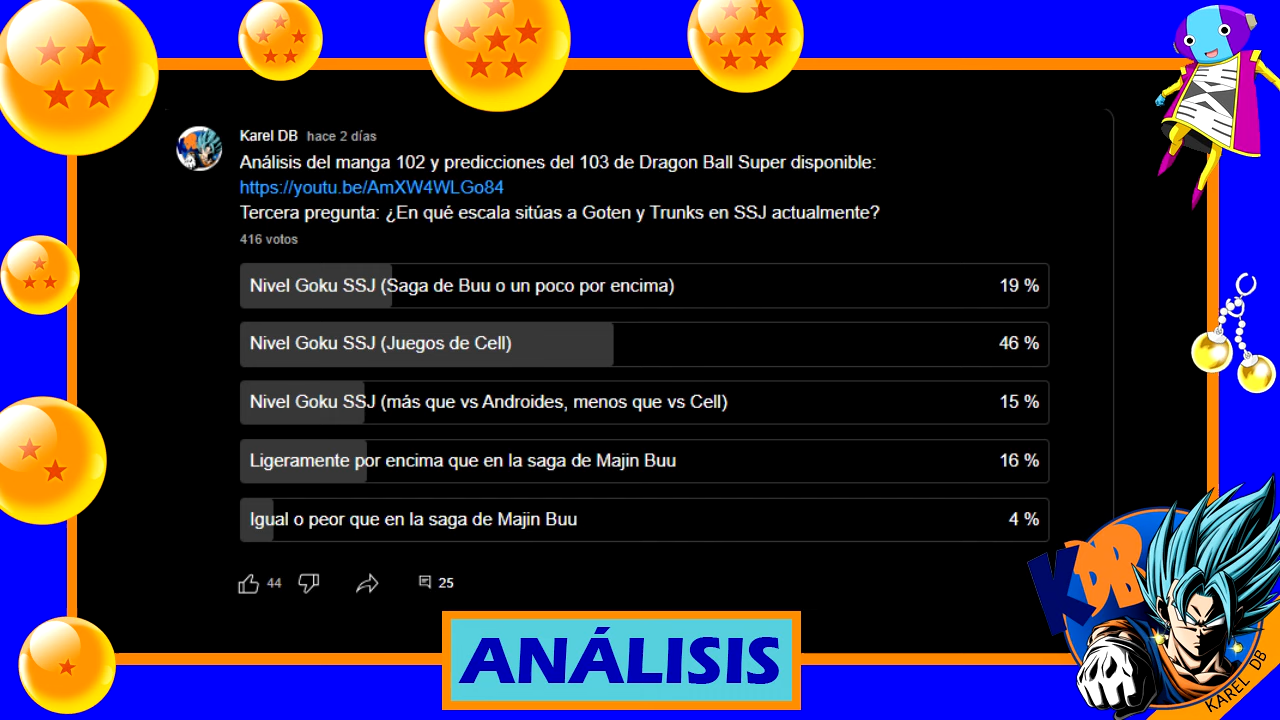 Karel DB hace 2 días
Análisis del manga 102 y predicciones del 103 de Dragon Ball Super disponible:
https://youtu.be/AmXW4WLGo84
Tercera pregunta: ¿En qué escala sitúas a Goten y Trunks en SSJ actualmente?
416 votos
Nivel Goku SSJ (Saga de Buu o un poco por encima) 19 %
Nivel Goku SSJ (Juegos de Cell) 46 %
Nivel Goku SSJ (más que vs Androides, menos que vs Cell) 15 %
Ligeramente por encima que en la saga de Majin Buu 16 %
Igual o peor que en la saga de Majin Buu 4 %
44 25
ANÁLISIS
KDB
KAREL DB